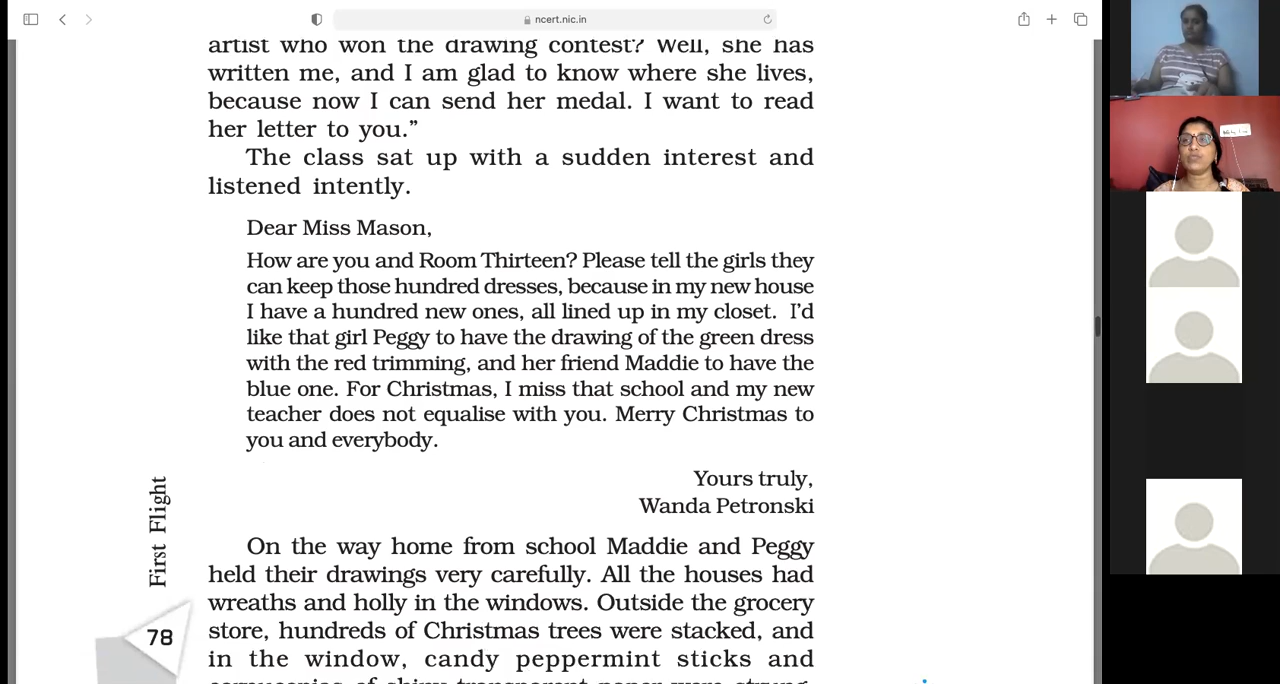 ncert.nic.in
artist who won the drawing contest? Well, she has
written me, and I am glad to know where she lives,
because now I can send her medal. I want to read
her letter to you.”
The class sat up with a sudden interest and
listened intently.
Dear Miss Mason,
How are you and Room Thirteen? Please tell the girls they
can keep those hundred dresses, because in my new house
I have a hundred new ones, all lined up in my closet. I’d
like that girl Peggy to have the drawing of the green dress
with the red trimming, and her friend Maddie to have the
blue one. For Christmas, I miss that school and my new
teacher does not equalise with you. Merry Christmas to
you and everybody.
Yours truly,
Wanda Petronski
On the way home from school Maddie and Peggy
held their drawings very carefully. All the houses had
wreaths and holly in the windows. Outside the grocery
store, hundreds of Christmas trees were stacked, and
in the window, candy peppermint sticks and
cornucopias of shiny transparent paper were strung.
First Flight
78